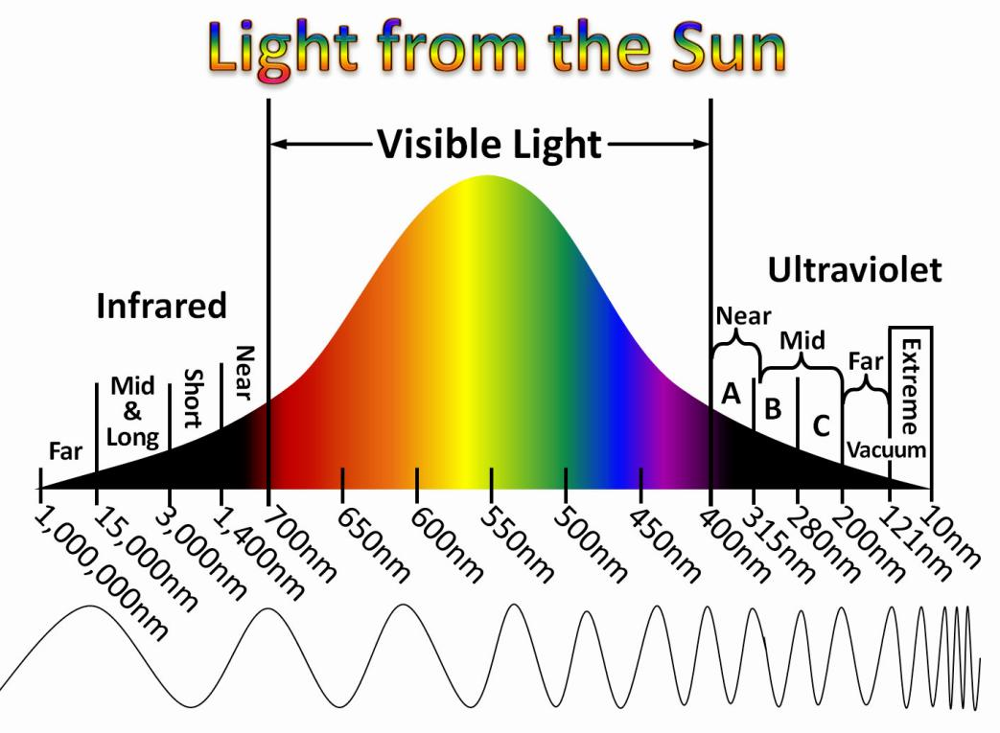 Light from the Sun
Visible Light
Infrared
Ultraviolet
Far
Mid
&
Long
Short
Near
Near
Mid
Far
A
B
C
Vacuum
Extreme
1,000,000nm
15,000nm
3,000nm
1,400nm
700nm
650nm
600nm
550nm
500nm
450nm
400nm
315nm
280nm
200nm
121nm
10nm